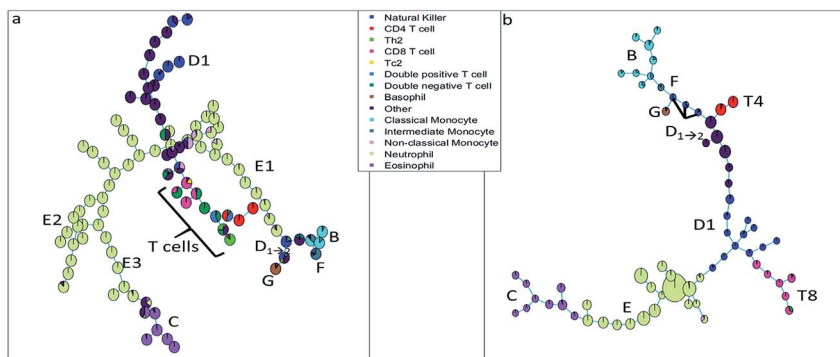 a
D1
E1
E2
E3
T cells
D1→2
B
F
G
C
Natural Killer
CD4 T cell
Th2
CD8 T cell
Tc2
Double positive T cell
Double negative T cell
Basophil
Other
Classical Monocyte
Intermediate Monocyte
Non-classical Monocyte
Neutrophil
Eosinophil
b
B
F
G
T4
D1→2
D1
C
E
T8